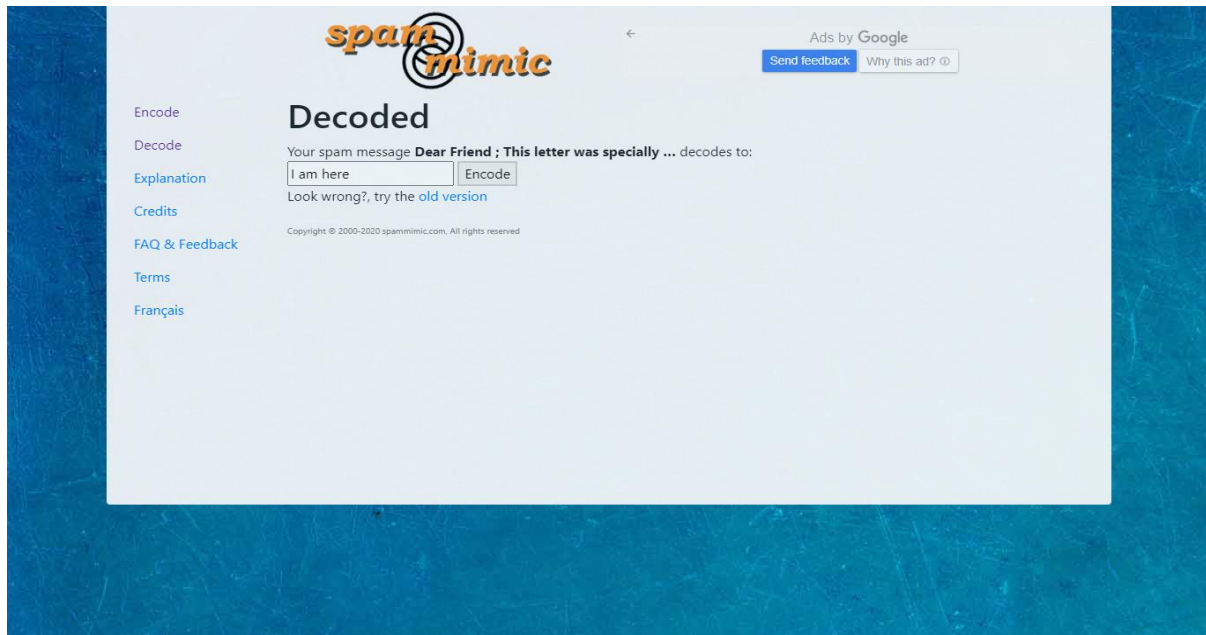 spam
mimic
Ads by Google
Send feedback Why this ad?
Encode
Decode
Explanation
Credits
FAQ & Feedback
Terms
Français
Decoded
Your spam message Dear Friend ; This letter was specially ... decodes to:
I am here Encode
Look wrong?, try the old version
Copyright © 2000-2020 spammimic.com, All rights reserved